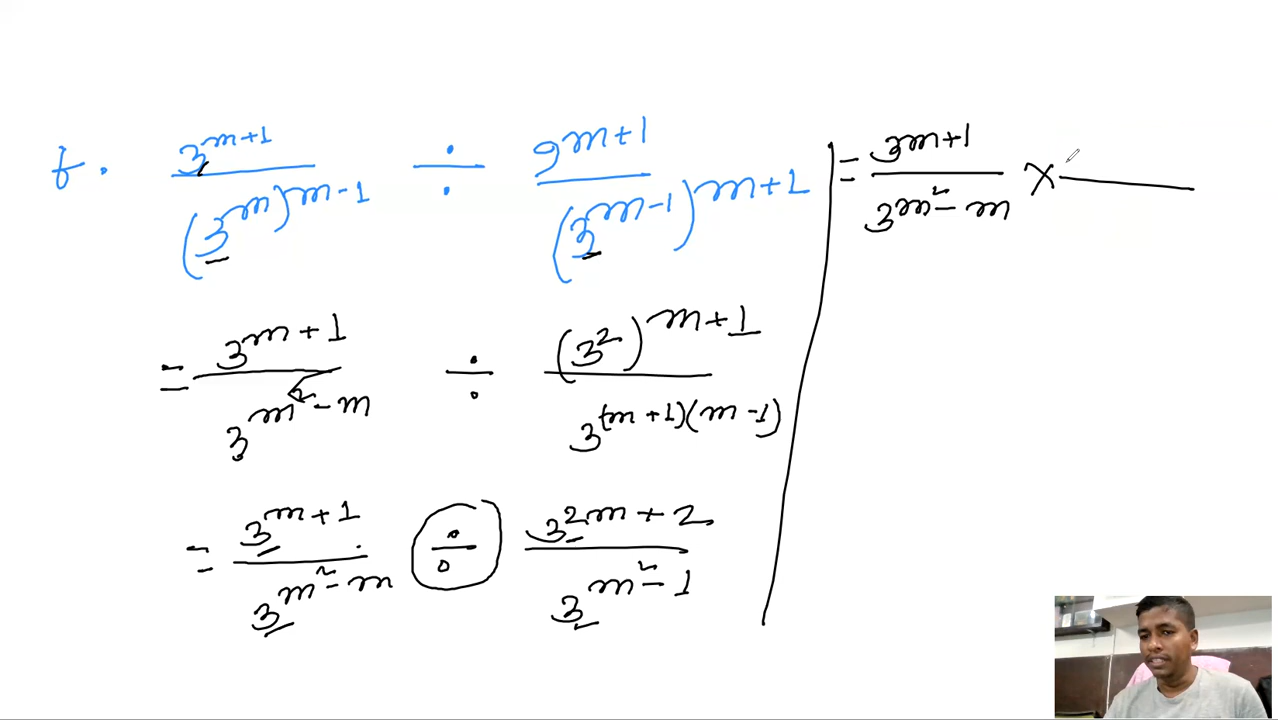 f. 3^{m+1} / (3^m)^{m-1} ÷ 9^{m+1} / (3^{m-1})^{m+1}
= 3^{m+1} / 3^{m²-m} ÷ (3²)^{m+1} / 3^{(m+1)(m-1)}
= 3^{m+1} / 3^{m²-m} ÷ 3^{2m+2} / 3^{m²-1}
= 3^{m+1} / 3^{m²-m} ×